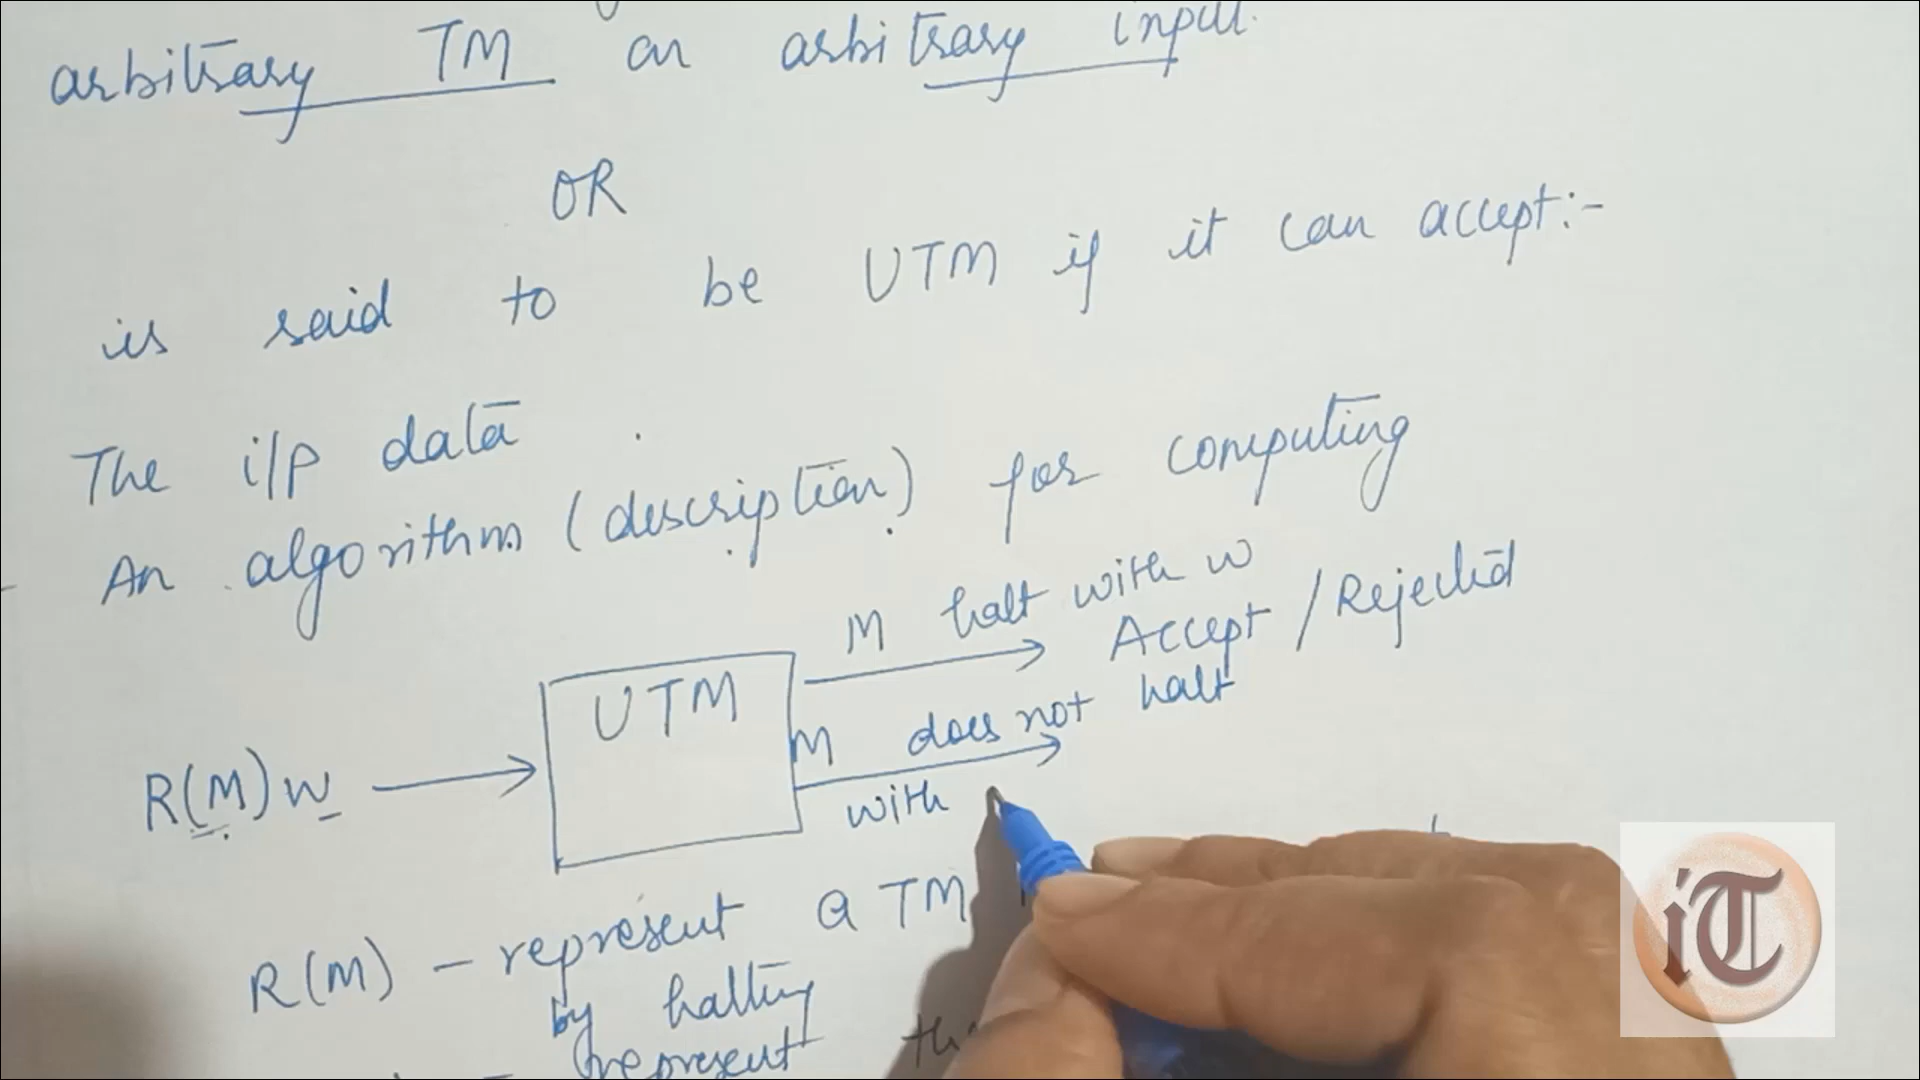 arbitrary TM on arbitrary input.
OR
is said to be UTM if it can accept:-
The i/p data
An algorithm (description) for computing
M halt with w
Accept / Rejected
UTM
M does not halt
R(M) w
with
R(M) - represent a TM
by halting
represent
iT